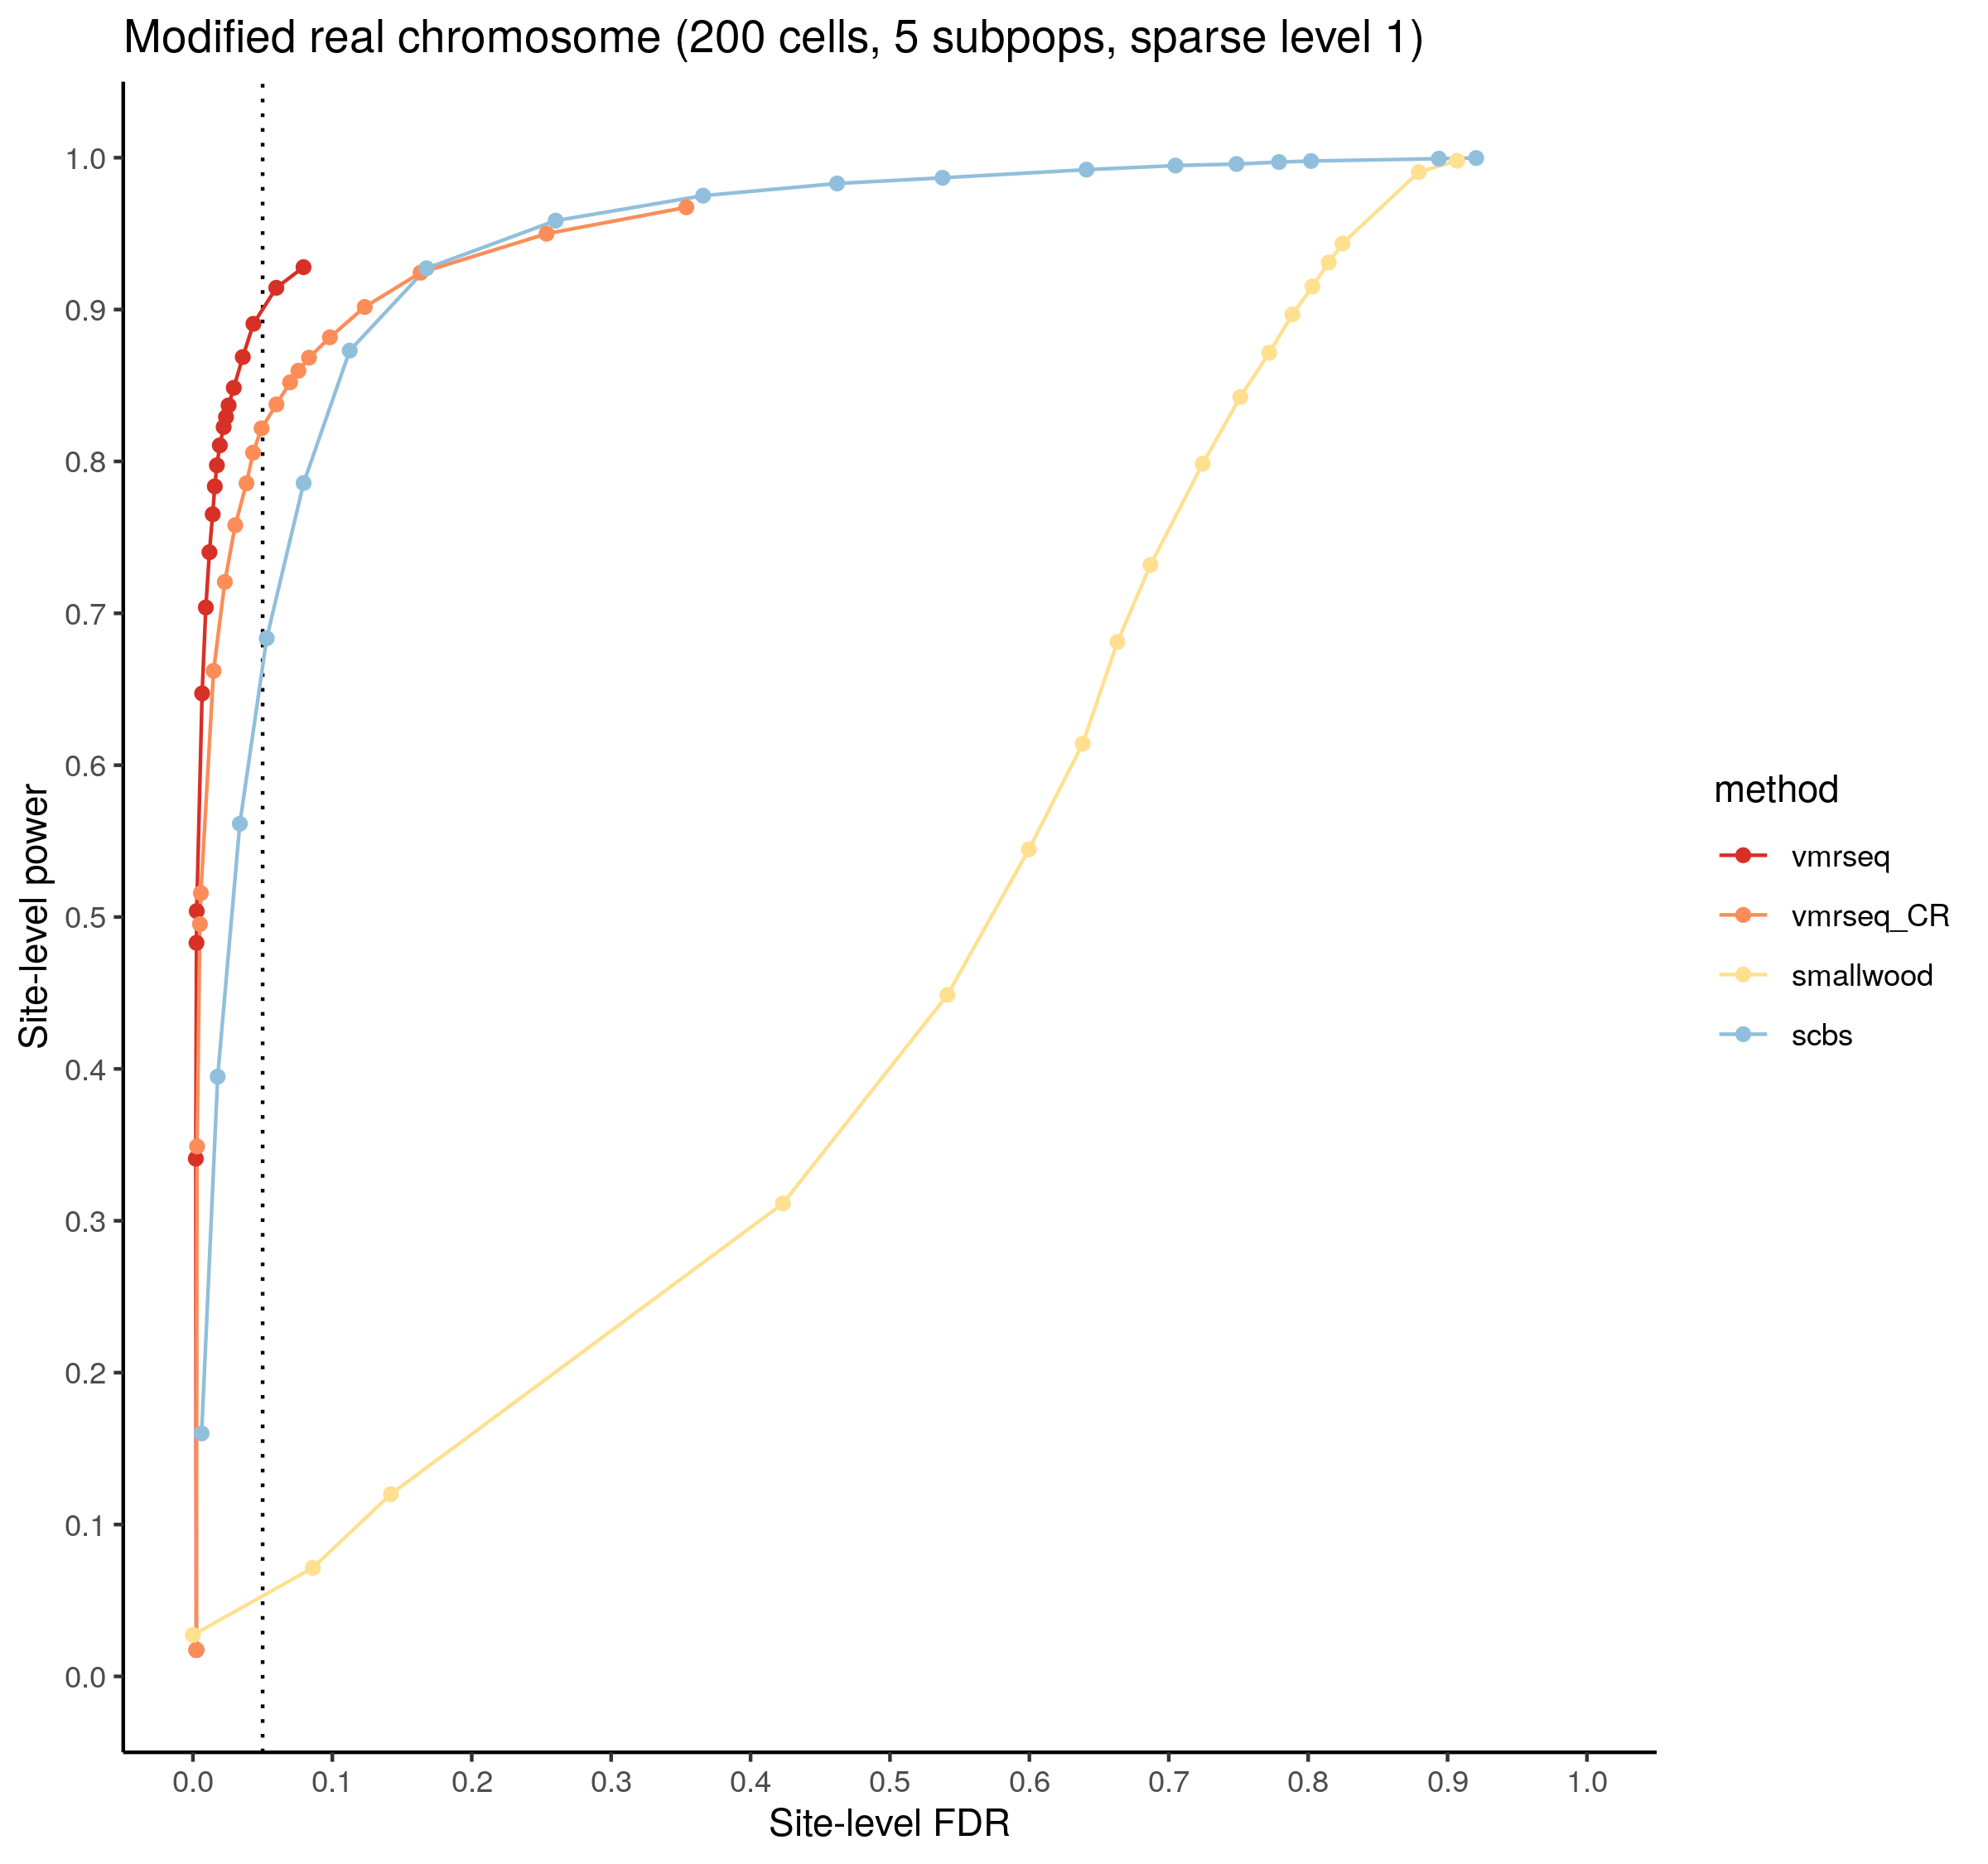 Modified real chromosome (200 cells, 5 subpops, sparse level 1)
Site-level power
1.0
0.9
0.8
0.7
0.6
0.5
0.4
0.3
0.2
0.1
0.0
0.0 0.1 0.2 0.3 0.4 0.5 0.6 0.7 0.8 0.9 1.0
Site-level FDR
method
vmrseq
vmrseq_CR
smallwood
scbs